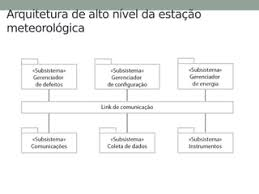 Arquitetura de alto nível da estação
meteorológica
«Subsistema»
Gerenciador
de defeitos
«Subsistema»
Gerenciador
de configuração
«Subsistema»
Gerenciador
de energia
Link de comunicação
«Subsistema»
Comunicações
«Subsistema»
Coleta de dados
«Subsistema»
Instrumentos